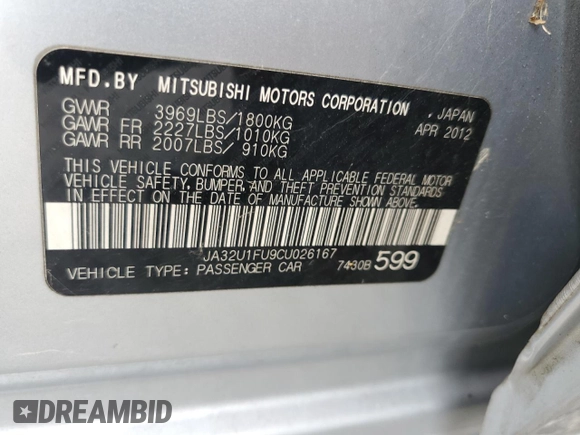 MFD.BY MITSUBISHI MOTORS CORPORATION , JAPAN
GVWR 3969LBS/1800KG APR 2012
GAWR FR 2227LBS/1010KG
GAWR RR 2007LBS/ 910KG
THIS VEHICLE CONFORMS TO ALL APPLICABLE FEDERAL MOTOR
VEHICLE SAFETY, BUMPER, AND THEFT PREVENTION STANDARDS
IN EFFECT ON THE DATE OF MANUFACTURE SHOWN ABOVE.
JA32U1FU9CU026167
VEHICLE TYPE: PASSENGER CAR 7430B 599
DREAMBID